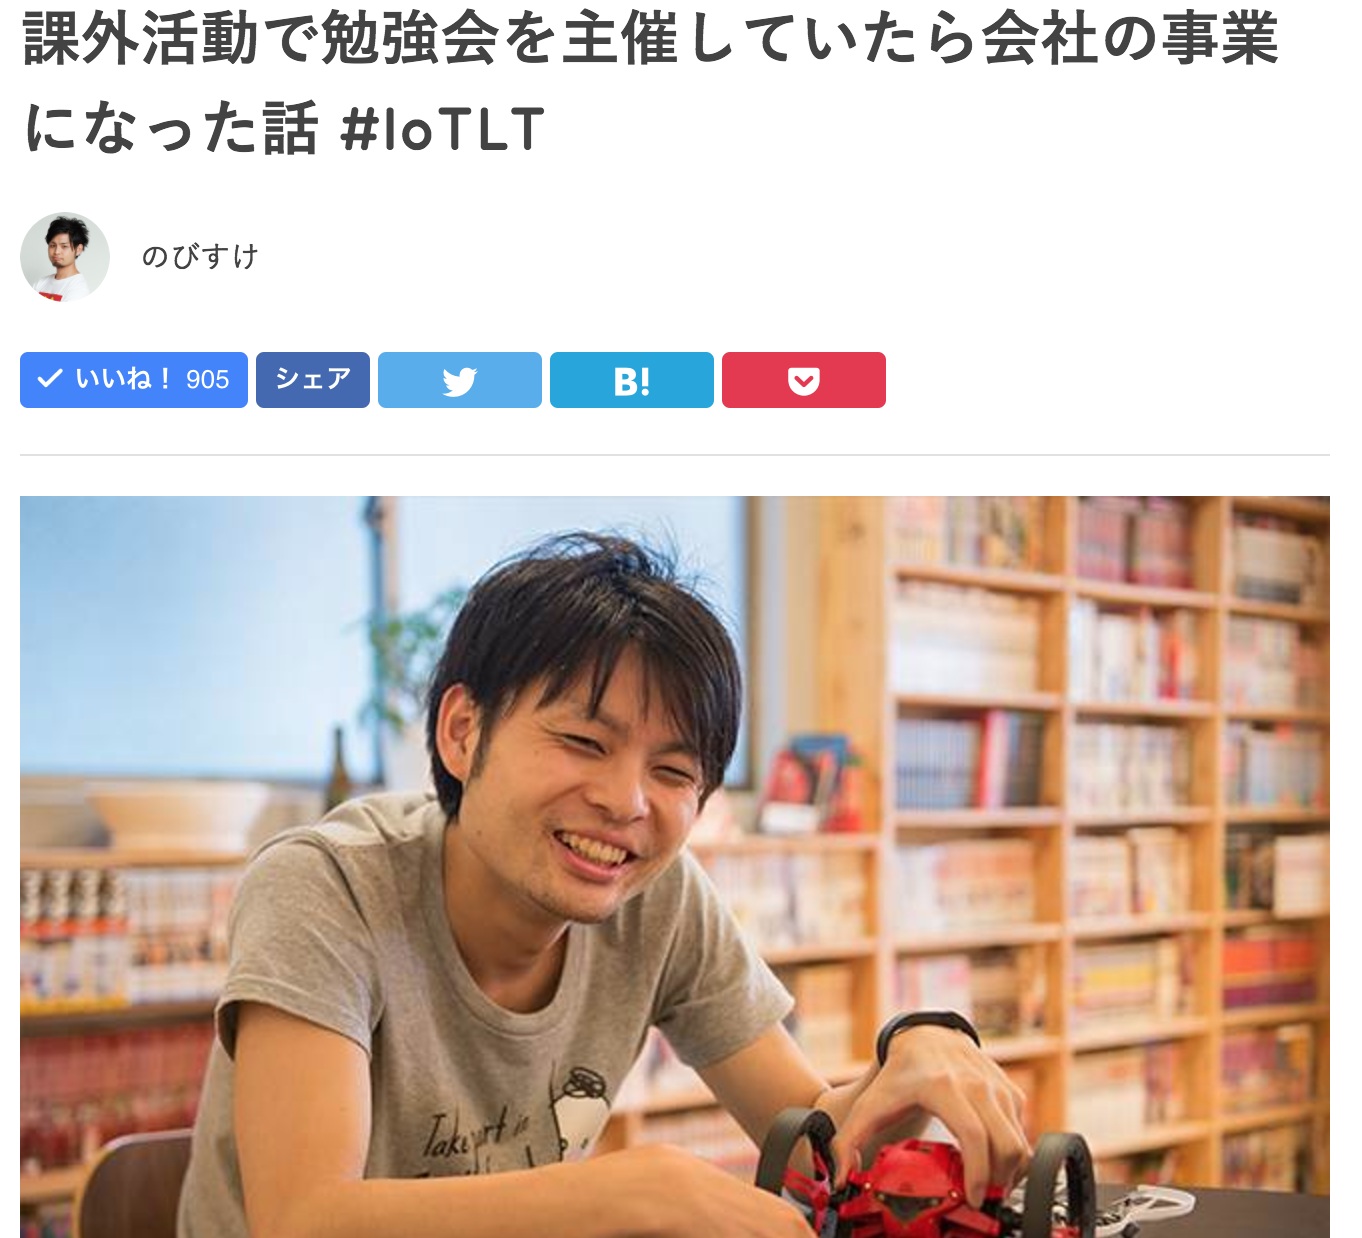 課外活動で勉強会を主催していたら会社の事業
になった話 #IoTLT
のびすけ
いいね！ 905 シェア B!
Take part in